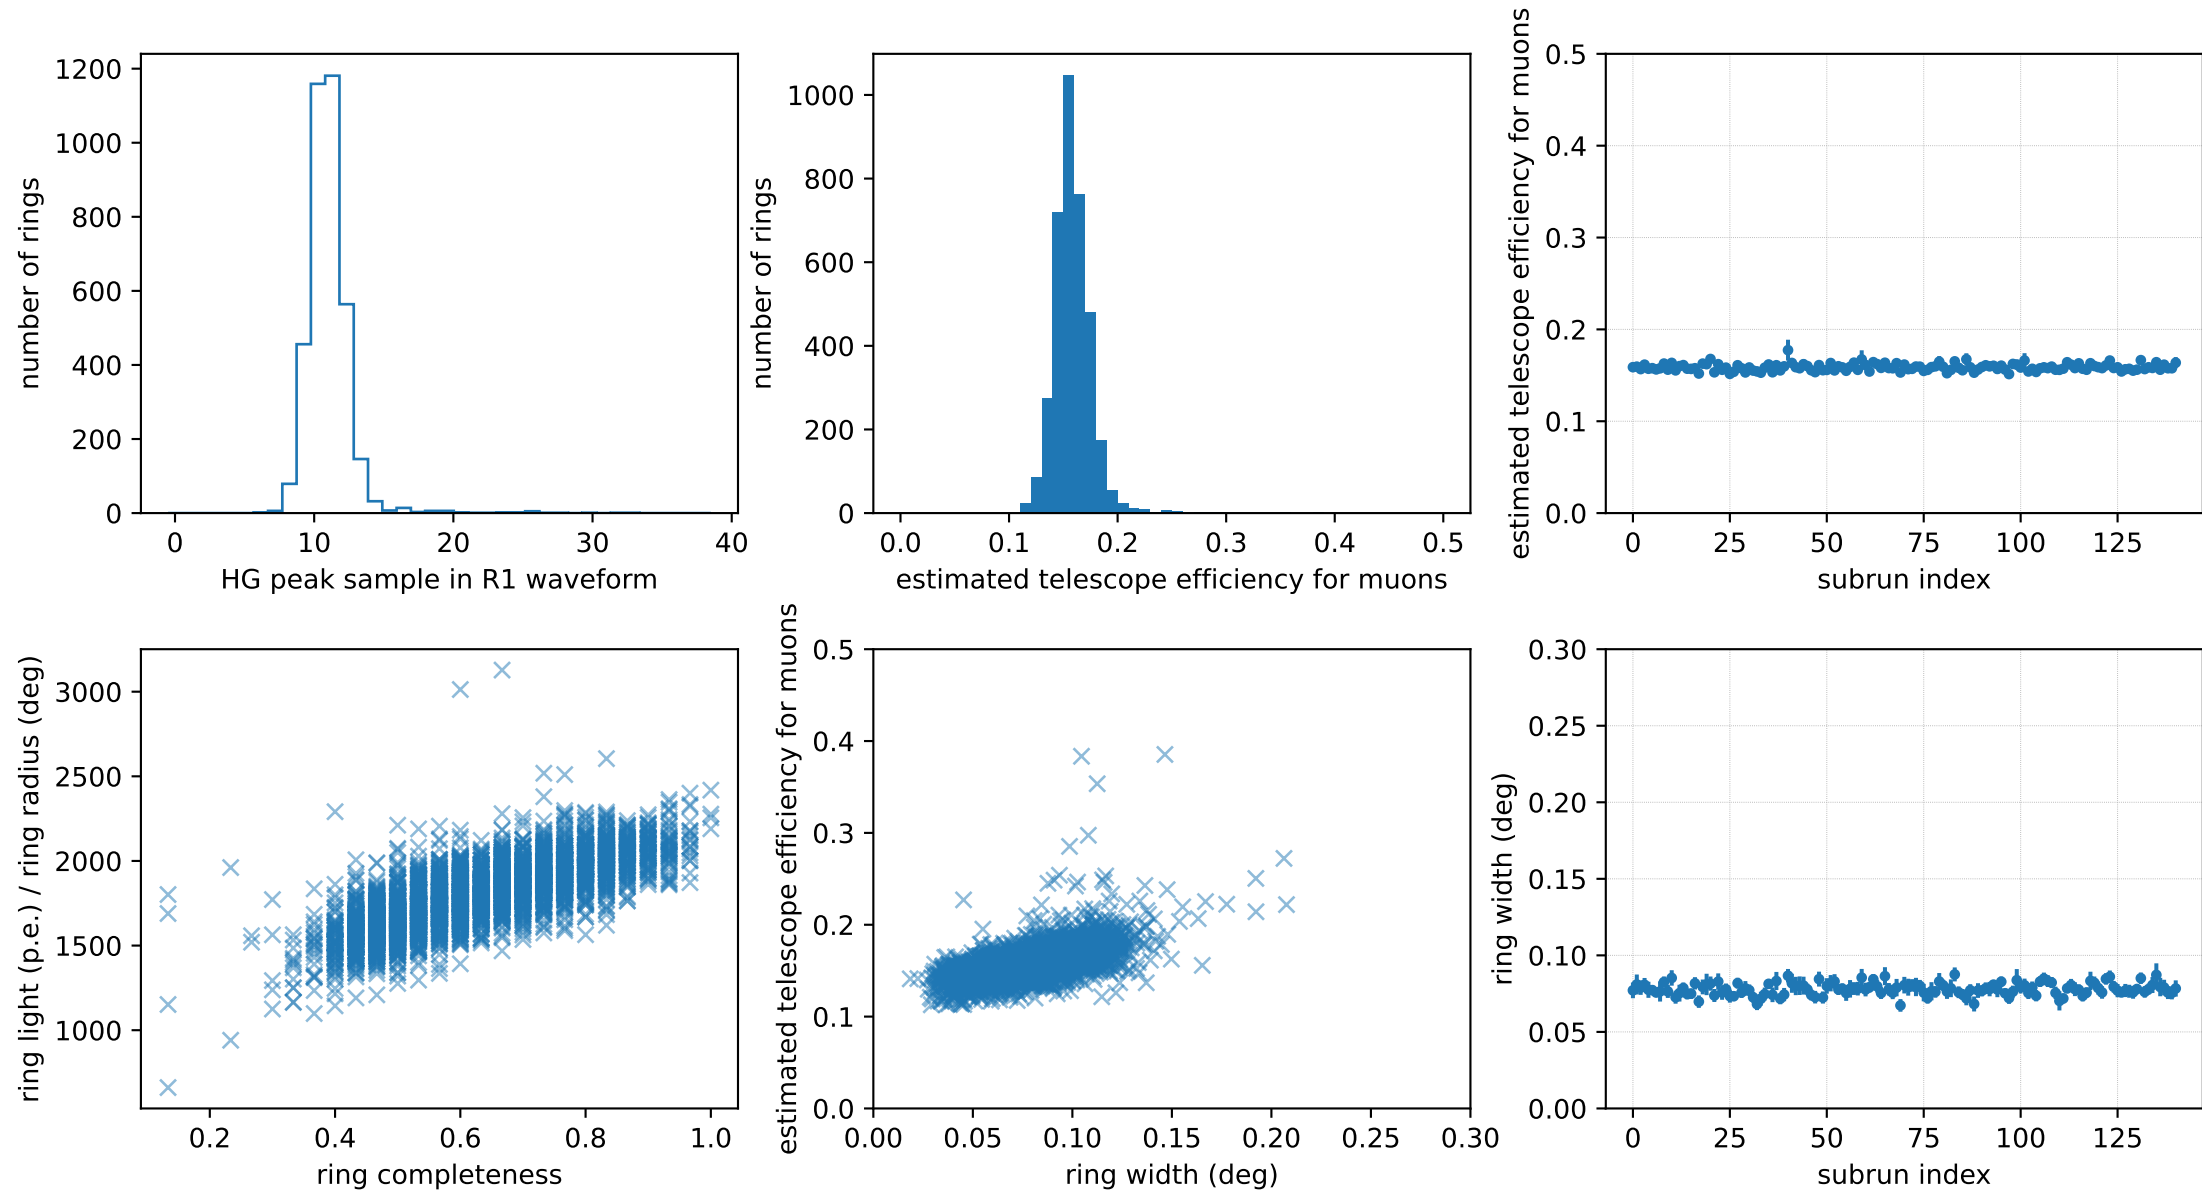 number of rings
1200
1000
800
600
400
200
0
0 10 20 30 40
HG peak sample in R1 waveform
number of rings
1000
800
600
400
200
0
0.0 0.1 0.2 0.3 0.4 0.5
estimated telescope efficiency for muons
estimated telescope efficiency for muons
0.5
0.4
0.3
0.2
0.1
0.0
0 25 50 75 100 125
subrun index
ring light (p.e.) / ring radius (deg)
3000
2500
2000
1500
1000
0.2 0.4 0.6 0.8 1.0
ring completeness
estimated telescope efficiency for muons
0.5
0.4
0.3
0.2
0.1
0.0
0.00 0.05 0.10 0.15 0.20 0.25 0.30
ring width (deg)
ring width (deg)
0.30
0.25
0.20
0.15
0.10
0.05
0.00
0 25 50 75 100 125
subrun index